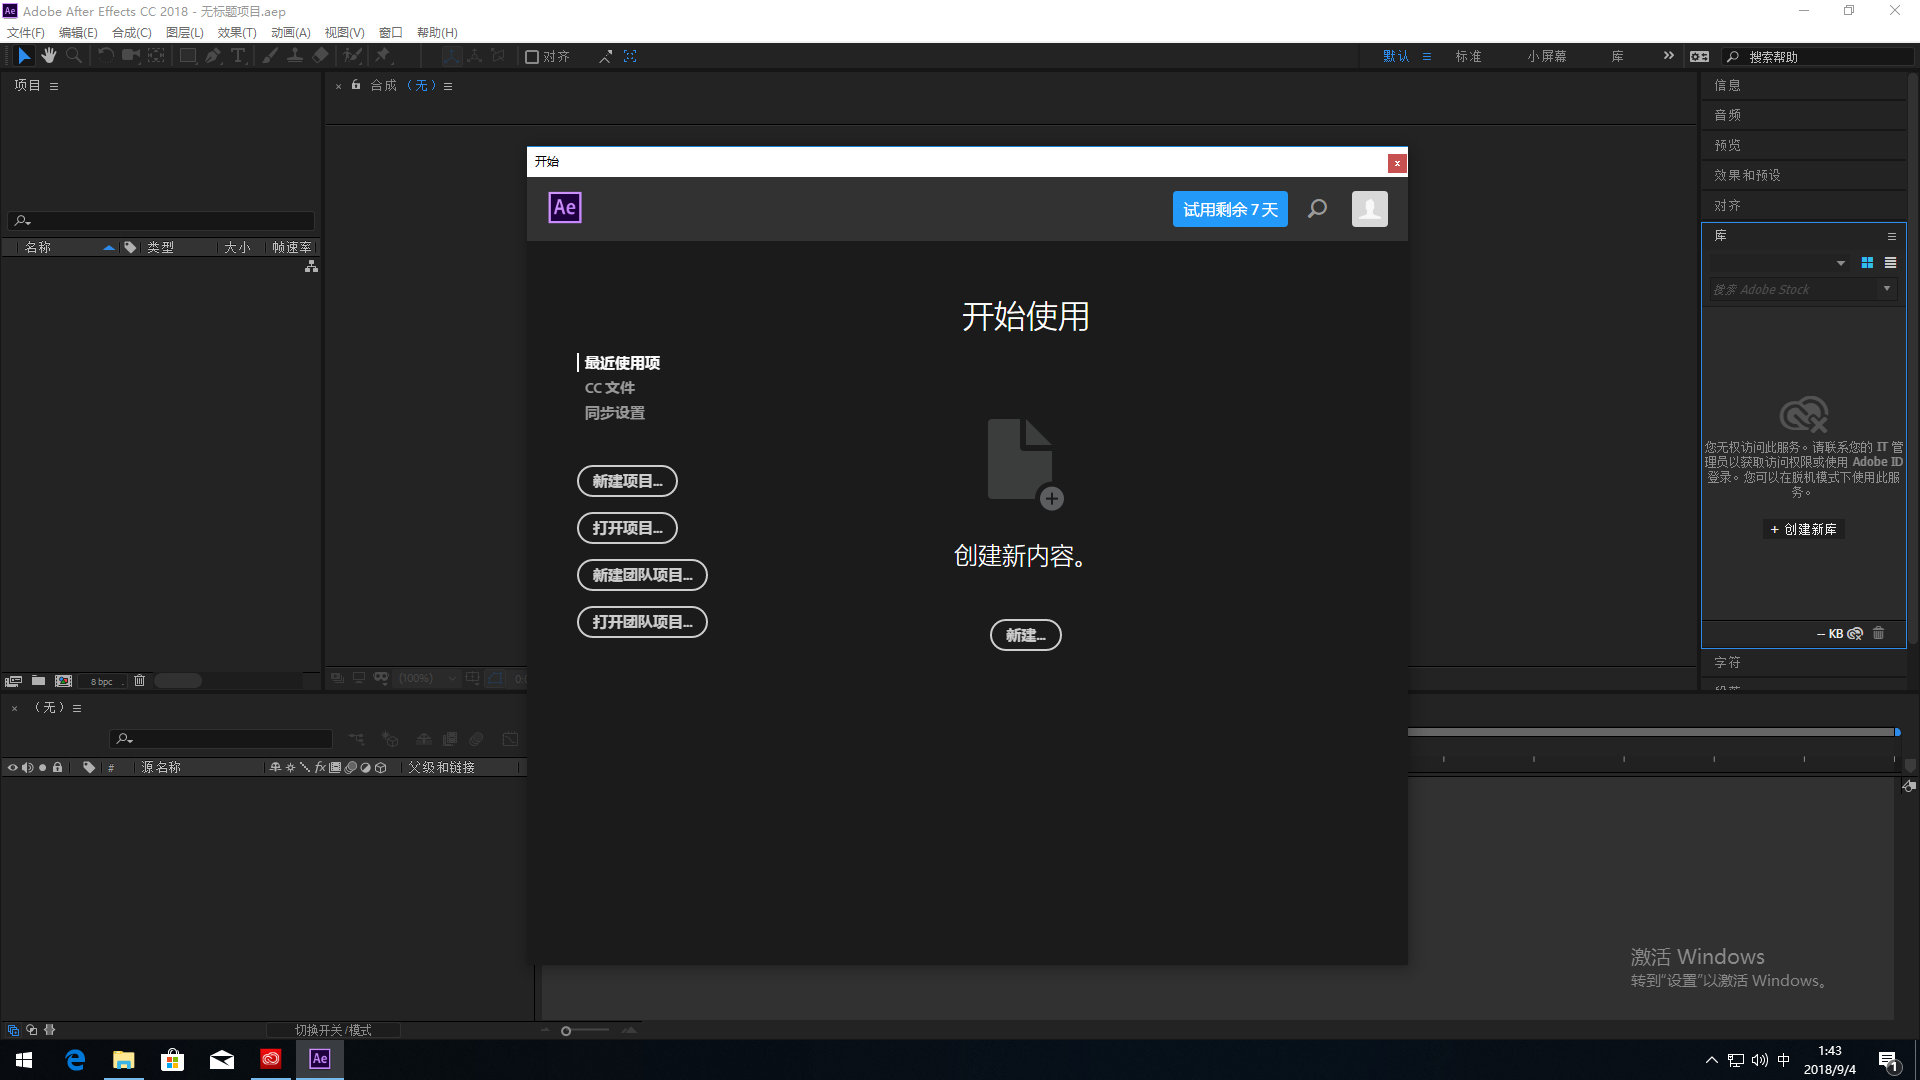 Ae Adobe After Effects CC 2018 - 无标题项目.aep
文件(F) 编辑(E) 合成(C) 图层(L) 效果(T) 动画(A) 视图(V) 窗口 帮助(H)
对齐 默认 标准 小屏幕 库 搜索帮助
项目
合成 （无）
信息
音频
预览
效果和预设
对齐
库
搜索 Adobe Stock
您无权访问此服务。请联系您的 IT 管
理员以获取访问权限或使用 Adobe ID
登录。您可以在脱机模式下使用此服
务。
+ 创建新库
-- KB
字符
名称 类型 大小 帧速率
8 bpc
(100%)
开始
x
Ae
试用剩余 7 天
开始使用
最近使用项
CC 文件
同步设置
新建项目...
打开项目...
新建团队项目...
打开团队项目...
创建新内容。
新建...
（无）
# 源名称 fx 父级和链接
切换开关/模式
激活 Windows
转到"设置"以激活 Windows。
Ae
中
1:43
2018/9/4
1